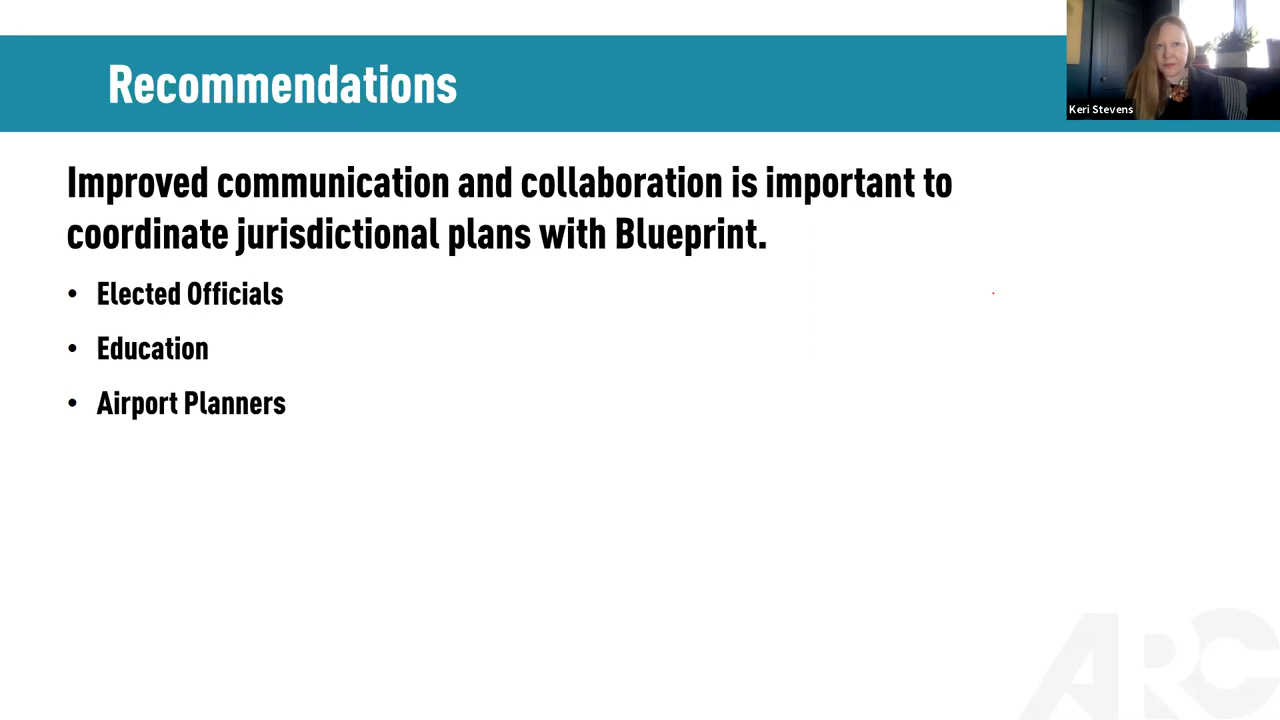 Recommendations
Keri Stevens
Improved communication and collaboration is important to
coordinate jurisdictional plans with Blueprint.
• Elected Officials
• Education
• Airport Planners
ARC